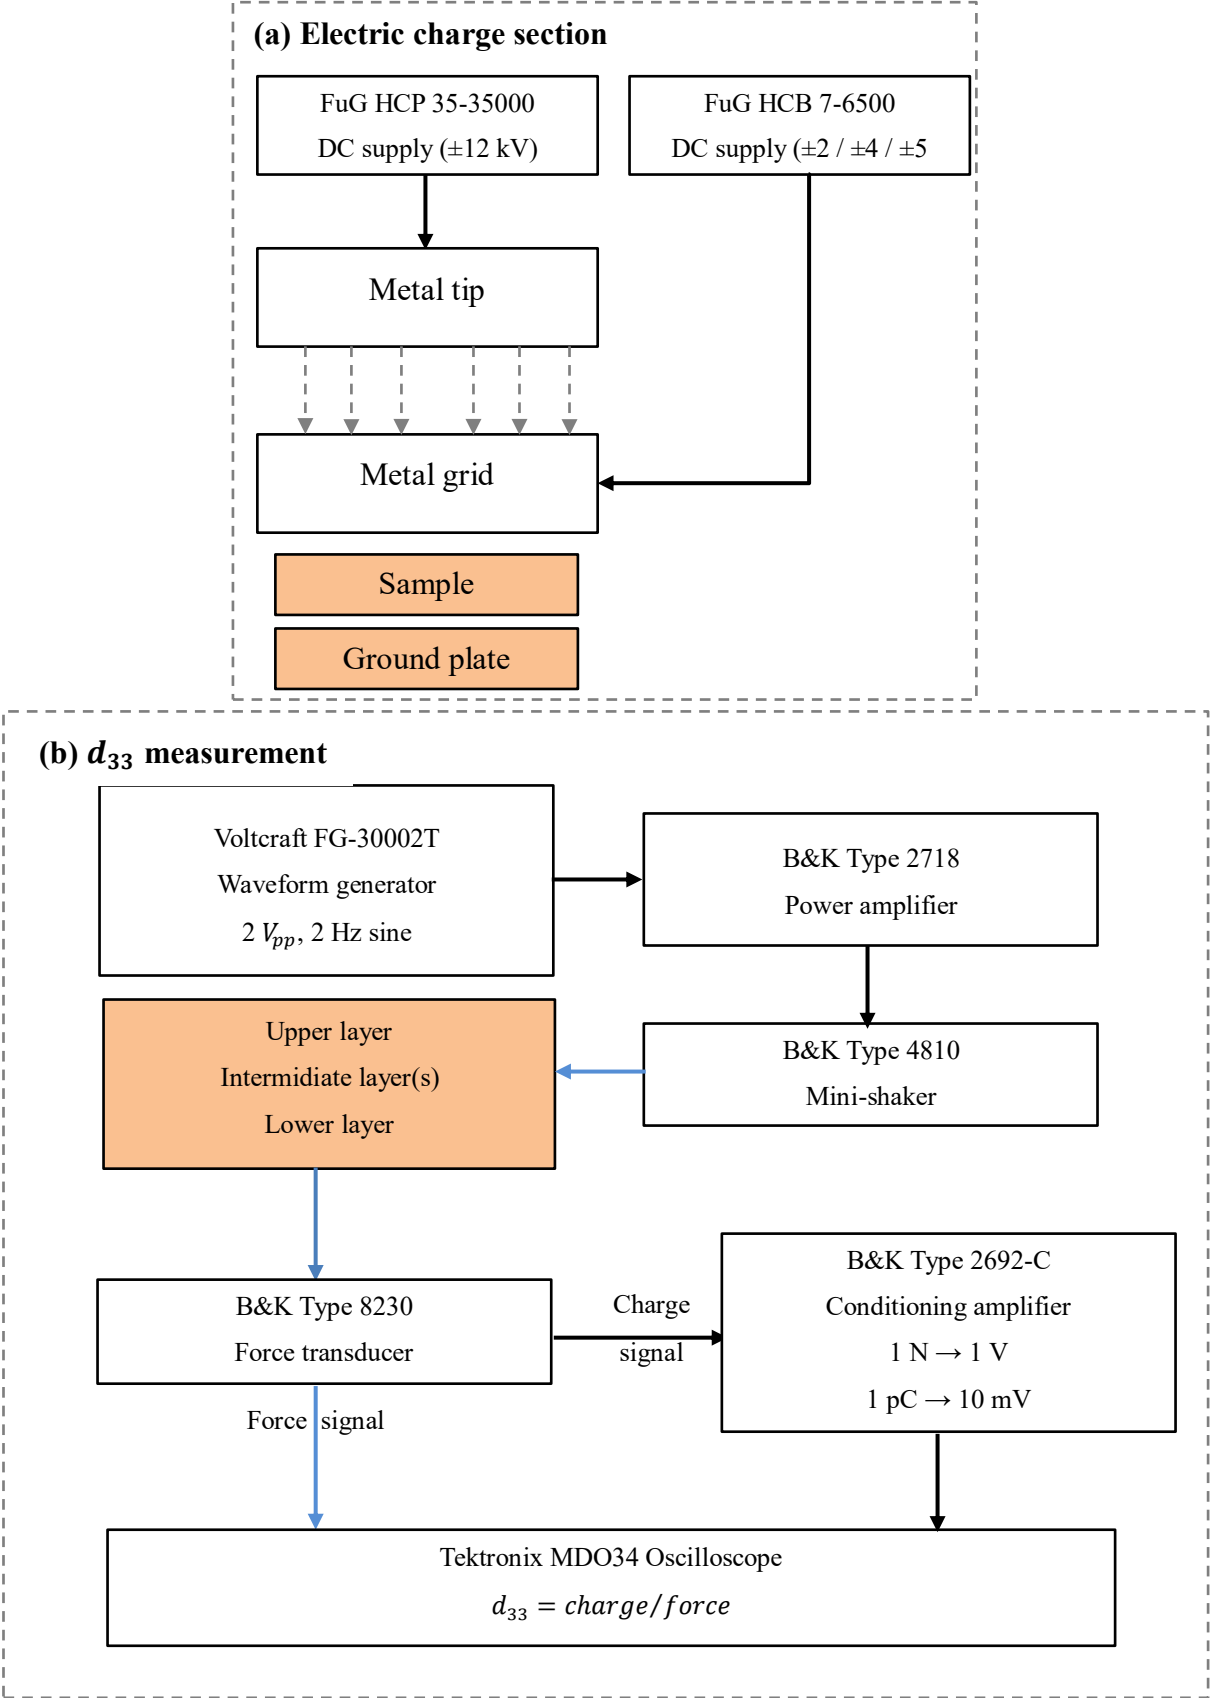 (a) Electric charge section
FuG HCP 35-35000
DC supply (±12 kV)
FuG HCB 7-6500
DC supply (±2 / ±4 / ±5
Metal tip
Metal grid
Sample
Ground plate
(b) d₃₃ measurement
Voltcraft FG-30002T
Waveform generator
2 Vₚₚ, 2 Hz sine
B&K Type 2718
Power amplifier
Upper layer
Intermidiate layer(s)
Lower layer
B&K Type 4810
Mini-shaker
B&K Type 8230
Force transducer
Charge
signal
B&K Type 2692-C
Conditioning amplifier
1 N → 1 V
1 pC → 10 mV
Force signal
Tektronix MDO34 Oscilloscope
d₃₃ = charge/force